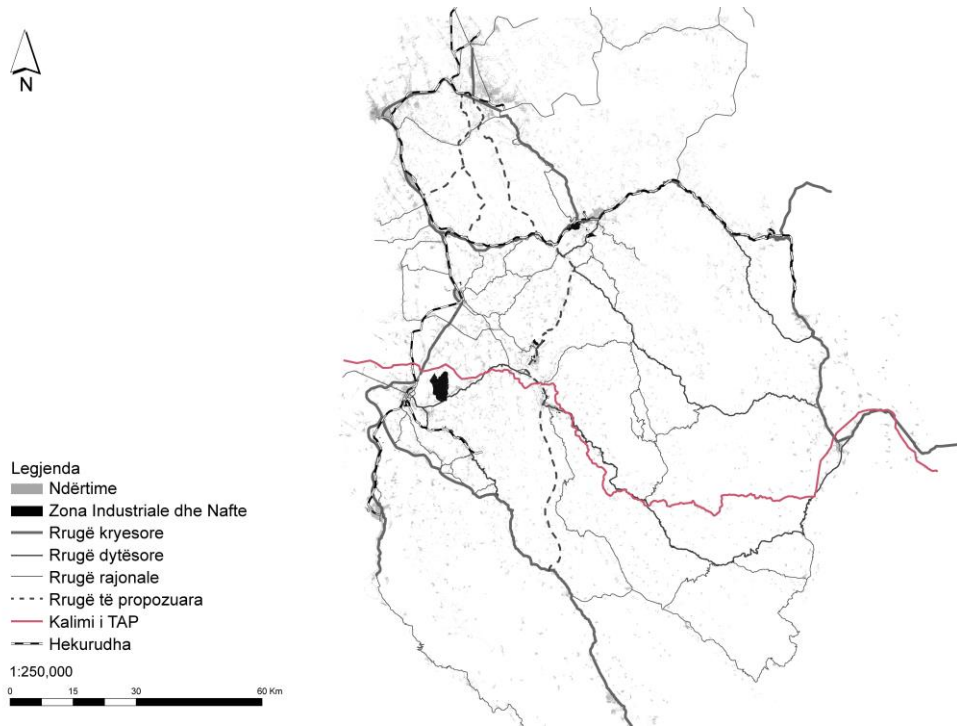 N
Legjenda
Ndërtime
Zona Industriale dhe Nafte
Rrugë kryesore
Rrugë dytësore
Rrugë rajonale
Rrugë të propozuara
Kalimi i TAP
Hekurudha
1:250,000
0 15 30 60 Km